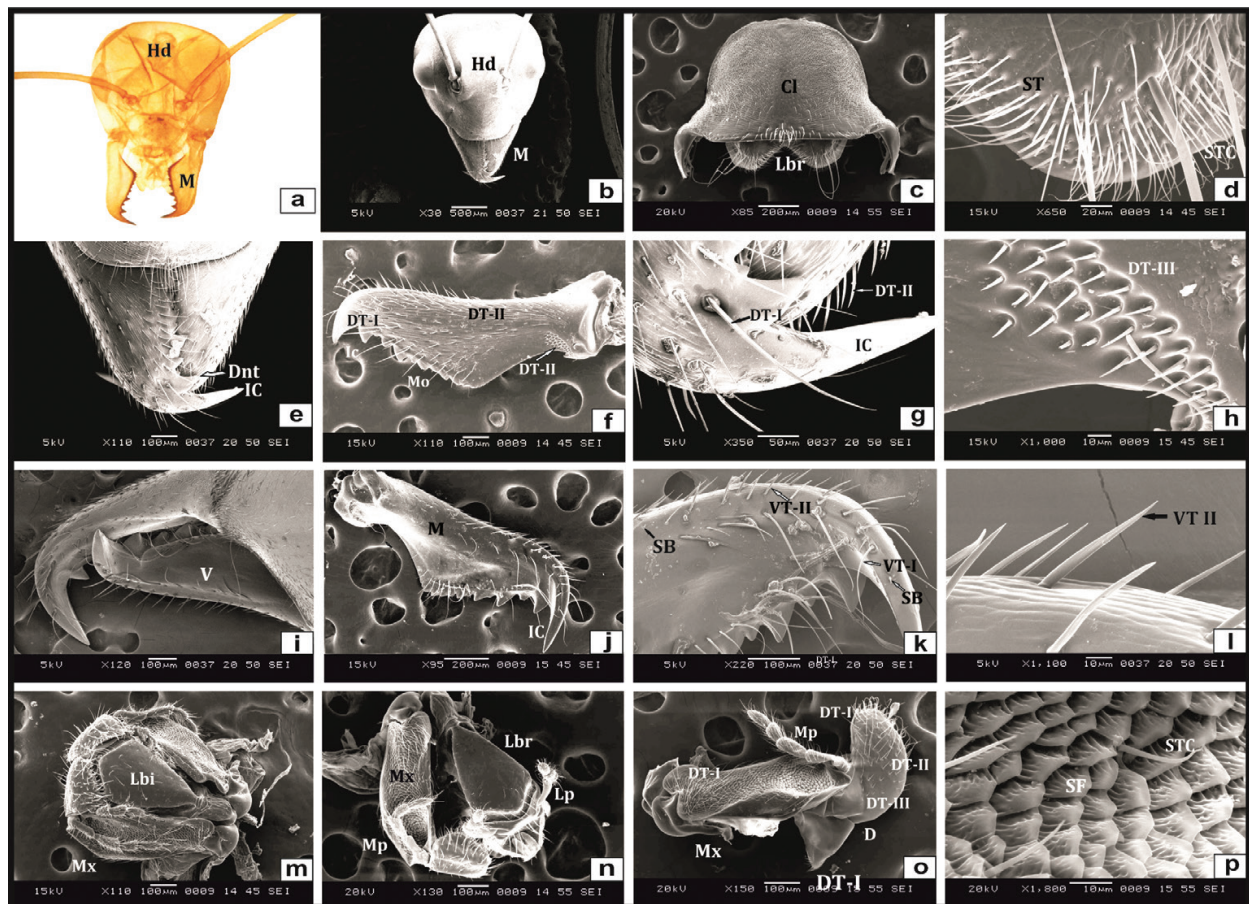 Hd
M
a
Hd
M
b
5kV X30 500µm 0037 21 50 SEI
Cl
Lbr
c
20kV X85 200µm 0009 14 55 SEI
ST
STC
d
15kV X650 20µm 0009 14 45 SEI
Dnt
IC
e
5kV X110 100µm 0037 20 50 SEI
DT-I
DT-II
Ic
Mo
DT-II
f
15kV X110 100µm 0009 14 45 SEI
DT-II
DT-I
IC
g
5kV X350 50µm 0037 20 50 SEI
DT-III
h
15kV X1,000 10µm 0009 15 45 SEI
V
i
5kV X120 100µm 0037 20 50 SEI
M
IC
j
15kV X95 200µm 0009 15 45 SEI
VT-II
SB
VT-I
SB
k
5kV X220 100µm 0037 20 50 SEI
DT-I
VT II
l
5kV X1,100 10µm 0037 20 50 SEI
Lbi
Mx
m
15kV X110 100µm 0009 14 45 SEI
Lbr
Mx
Lp
Mp
n
20kV X130 100µm 0009 14 55 SEI
DT-I
Mp
DT-I
DT-II
DT-III
D
Mx
o
20kV X150 100µm 0009 15 55 SEI
DT-I
STC
SF
p
20kV X1,800 10µm 0009 15 55 SEI